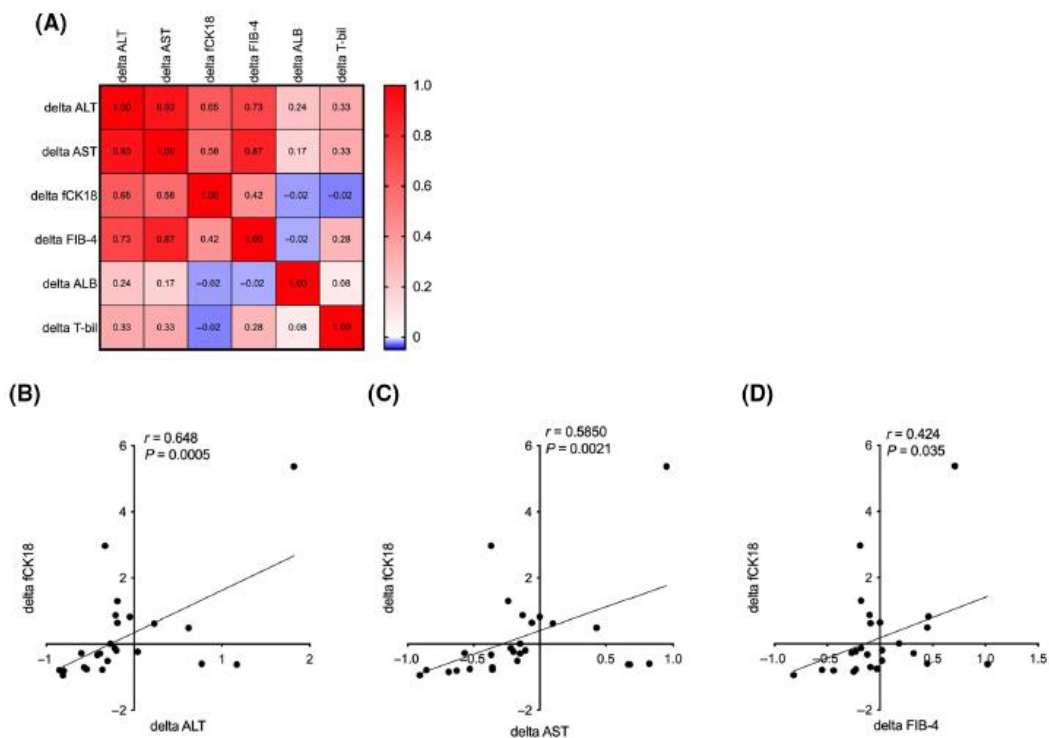 (A)
delta ALT delta AST delta fCK18 delta FIB-4 delta ALB delta T-bil
delta ALT 1.00 0.93 0.65 0.73 0.24 0.33
delta AST 0.93 1.00 0.58 0.87 0.17 0.33
delta fCK18 0.65 0.58 1.00 0.42 −0.02 −0.02
delta FIB-4 0.73 0.87 0.42 1.00 −0.02 0.28
delta ALB 0.24 0.17 −0.02 −0.02 1.00 0.08
delta T-bil 0.33 0.33 −0.02 0.28 0.08 1.00
1.0
0.8
0.6
0.4
0.2
0
(B)
r = 0.648
P = 0.0005
6
4
2
−2
−1 0 1 2
delta fCK18
delta ALT
(C)
r = 0.5850
P = 0.0021
6
4
2
−2
−1.0 −0.5 0 0.5 1.0
delta fCK18
delta AST
(D)
r = 0.424
P = 0.035
6
4
2
−2
−1.0 −0.5 0 0.5 1.0 1.5
delta fCK18
delta FIB-4